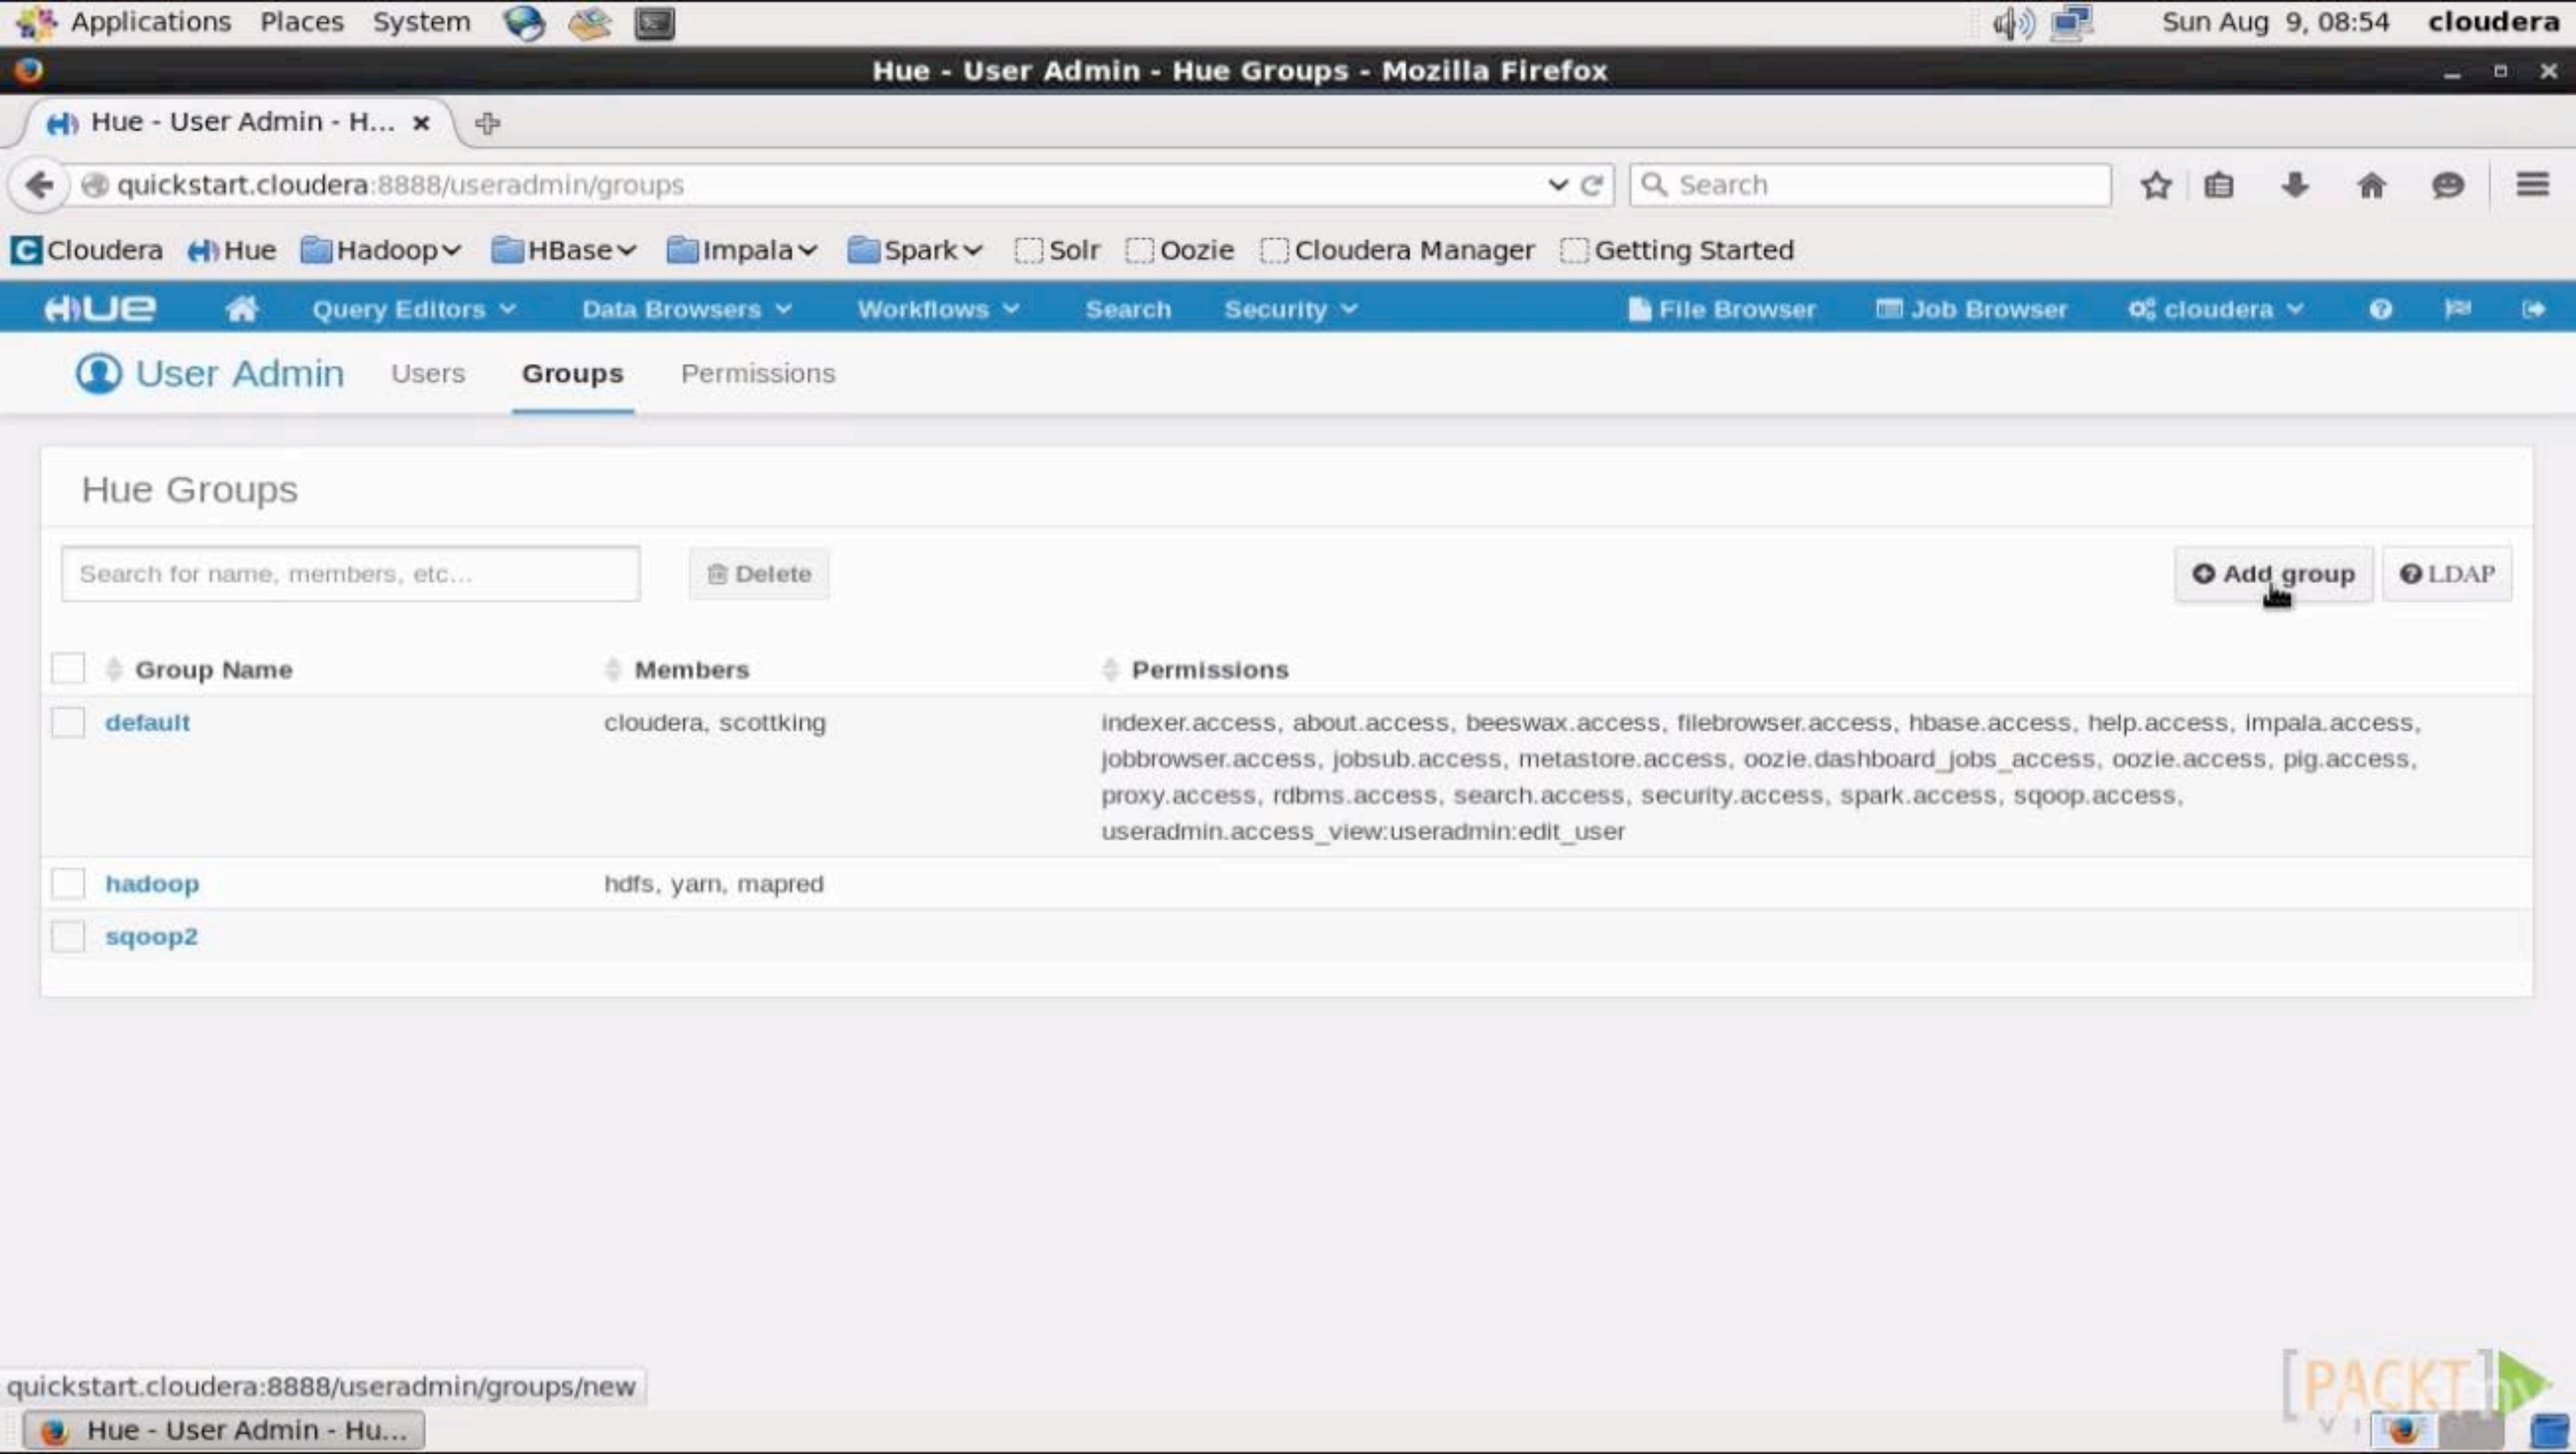 Applications Places System Sun Aug 9, 08:54 cloudera
Hue - User Admin - Hue Groups - Mozilla Firefox
Hue - User Admin - H...
quickstart.cloudera:8888/useradmin/groups Search
Cloudera Hue Hadoop HBase Impala Spark Solr Oozie Cloudera Manager Getting Started
HUE Query Editors Data Browsers Workflows Search Security File Browser Job Browser cloudera
User Admin Users Groups Permissions
Hue Groups
Search for name, members, etc... Delete Add group LDAP
Group Name Members Permissions
default cloudera, scottking indexer.access, about.access, beeswax.access, filebrowser.access, hbase.access, help.access, impala.access,
jobbrowser.access, jobsub.access, metastore.access, oozie.dashboard_jobs_access, oozie.access, pig.access,
proxy.access, rdbms.access, search.access, security.access, spark.access, sqoop.access,
useradmin.access_view:useradmin:edit_user
hadoop hdfs, yarn, mapred
sqoop2
quickstart.cloudera:8888/useradmin/groups/new
[PACKT]
Hue - User Admin - Hu...